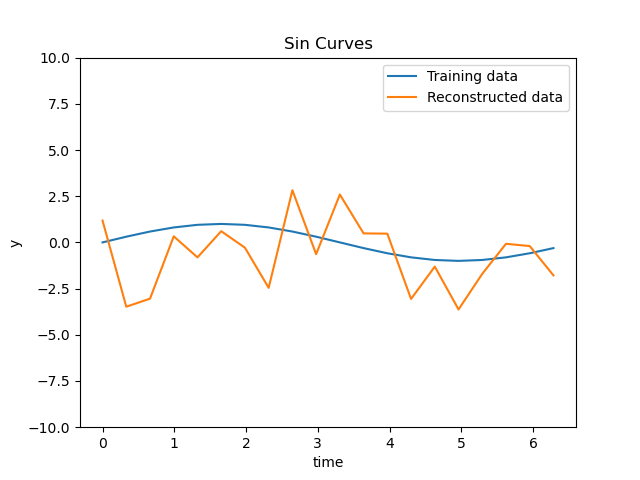 Sin Curves
Training data
Reconstructed data
10.0
7.5
5.0
2.5
0.0
−2.5
−5.0
−7.5
−10.0
y
0 1 2 3 4 5 6
time